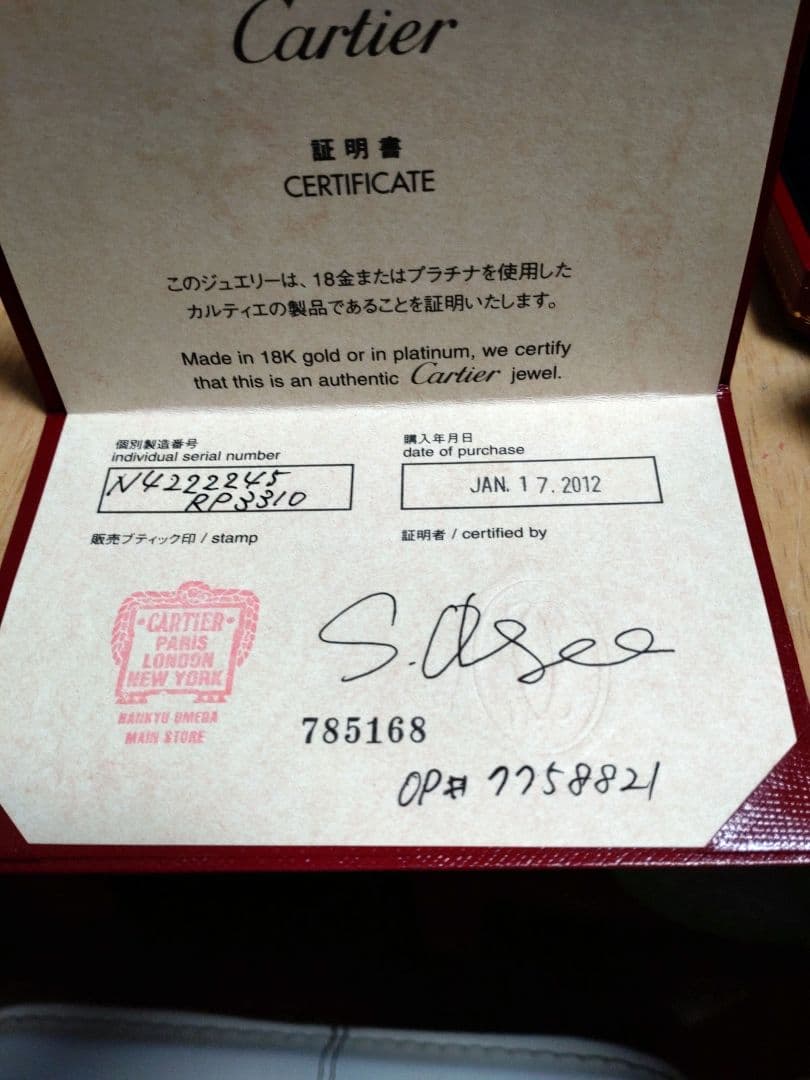 Cartier
証明書
CERTIFICATE
このジュエリーは、18金またはプラチナを使用した
カルティエの製品であることを証明いたします。
Made in 18K gold or in platinum, we certify
that this is an authentic Cartier jewel.
個別製造番号
individual serial number
N4222245
RP3310
購入年月日
date of purchase
JAN. 17. 2012
販売ブティック印 / stamp
証明者 / certified by
CARTIER
PARIS
LONDON
NEW YORK
HANKYU UMEDA
MAIN STORE
785168
OP# 7758821